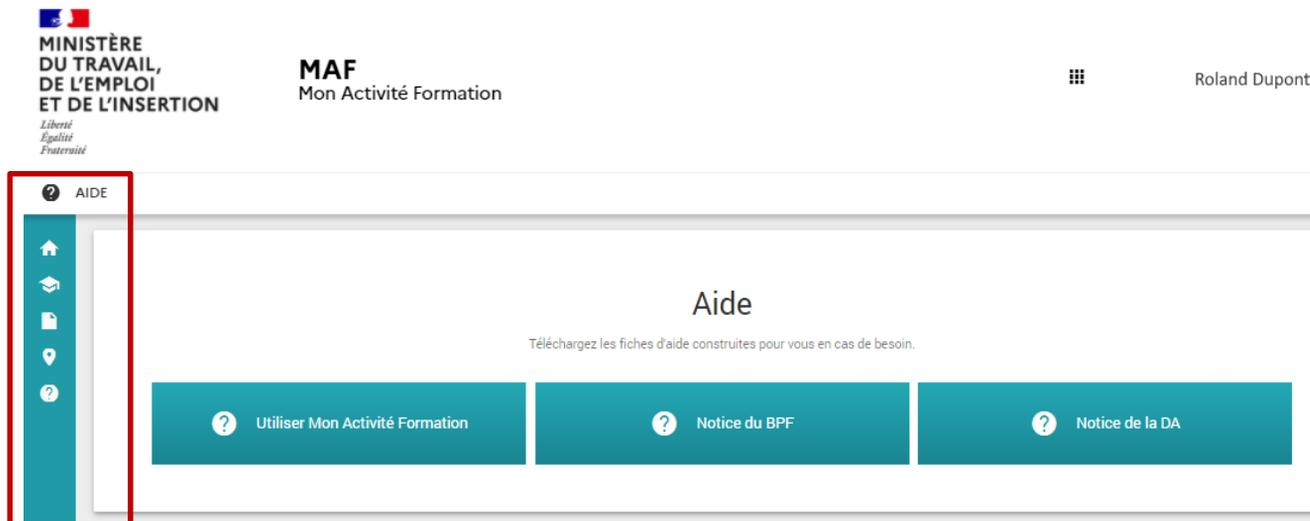 MINISTÈRE
DU TRAVAIL,
DE L'EMPLOI
ET DE L'INSERTION
Liberté
Égalité
Fraternité
MAF
Mon Activité Formation
Roland Dupont
AIDE
Aide
Téléchargez les fiches d'aide construites pour vous en cas de besoin.
Utiliser Mon Activité Formation
Notice du BPF
Notice de la DA